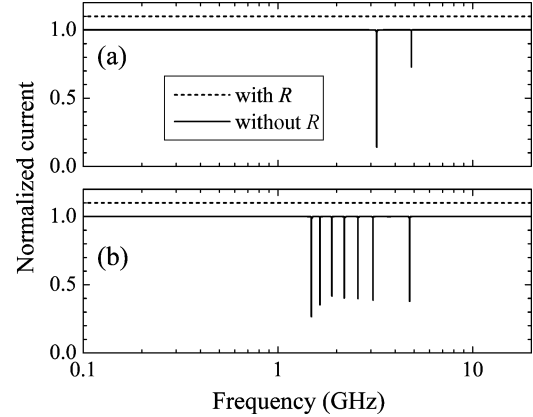 1.0
(a)
with R
without R
0.5
0.0
Normalized current
1.0
(b)
0.5
0.0
0.1
1
10
Frequency (GHz)